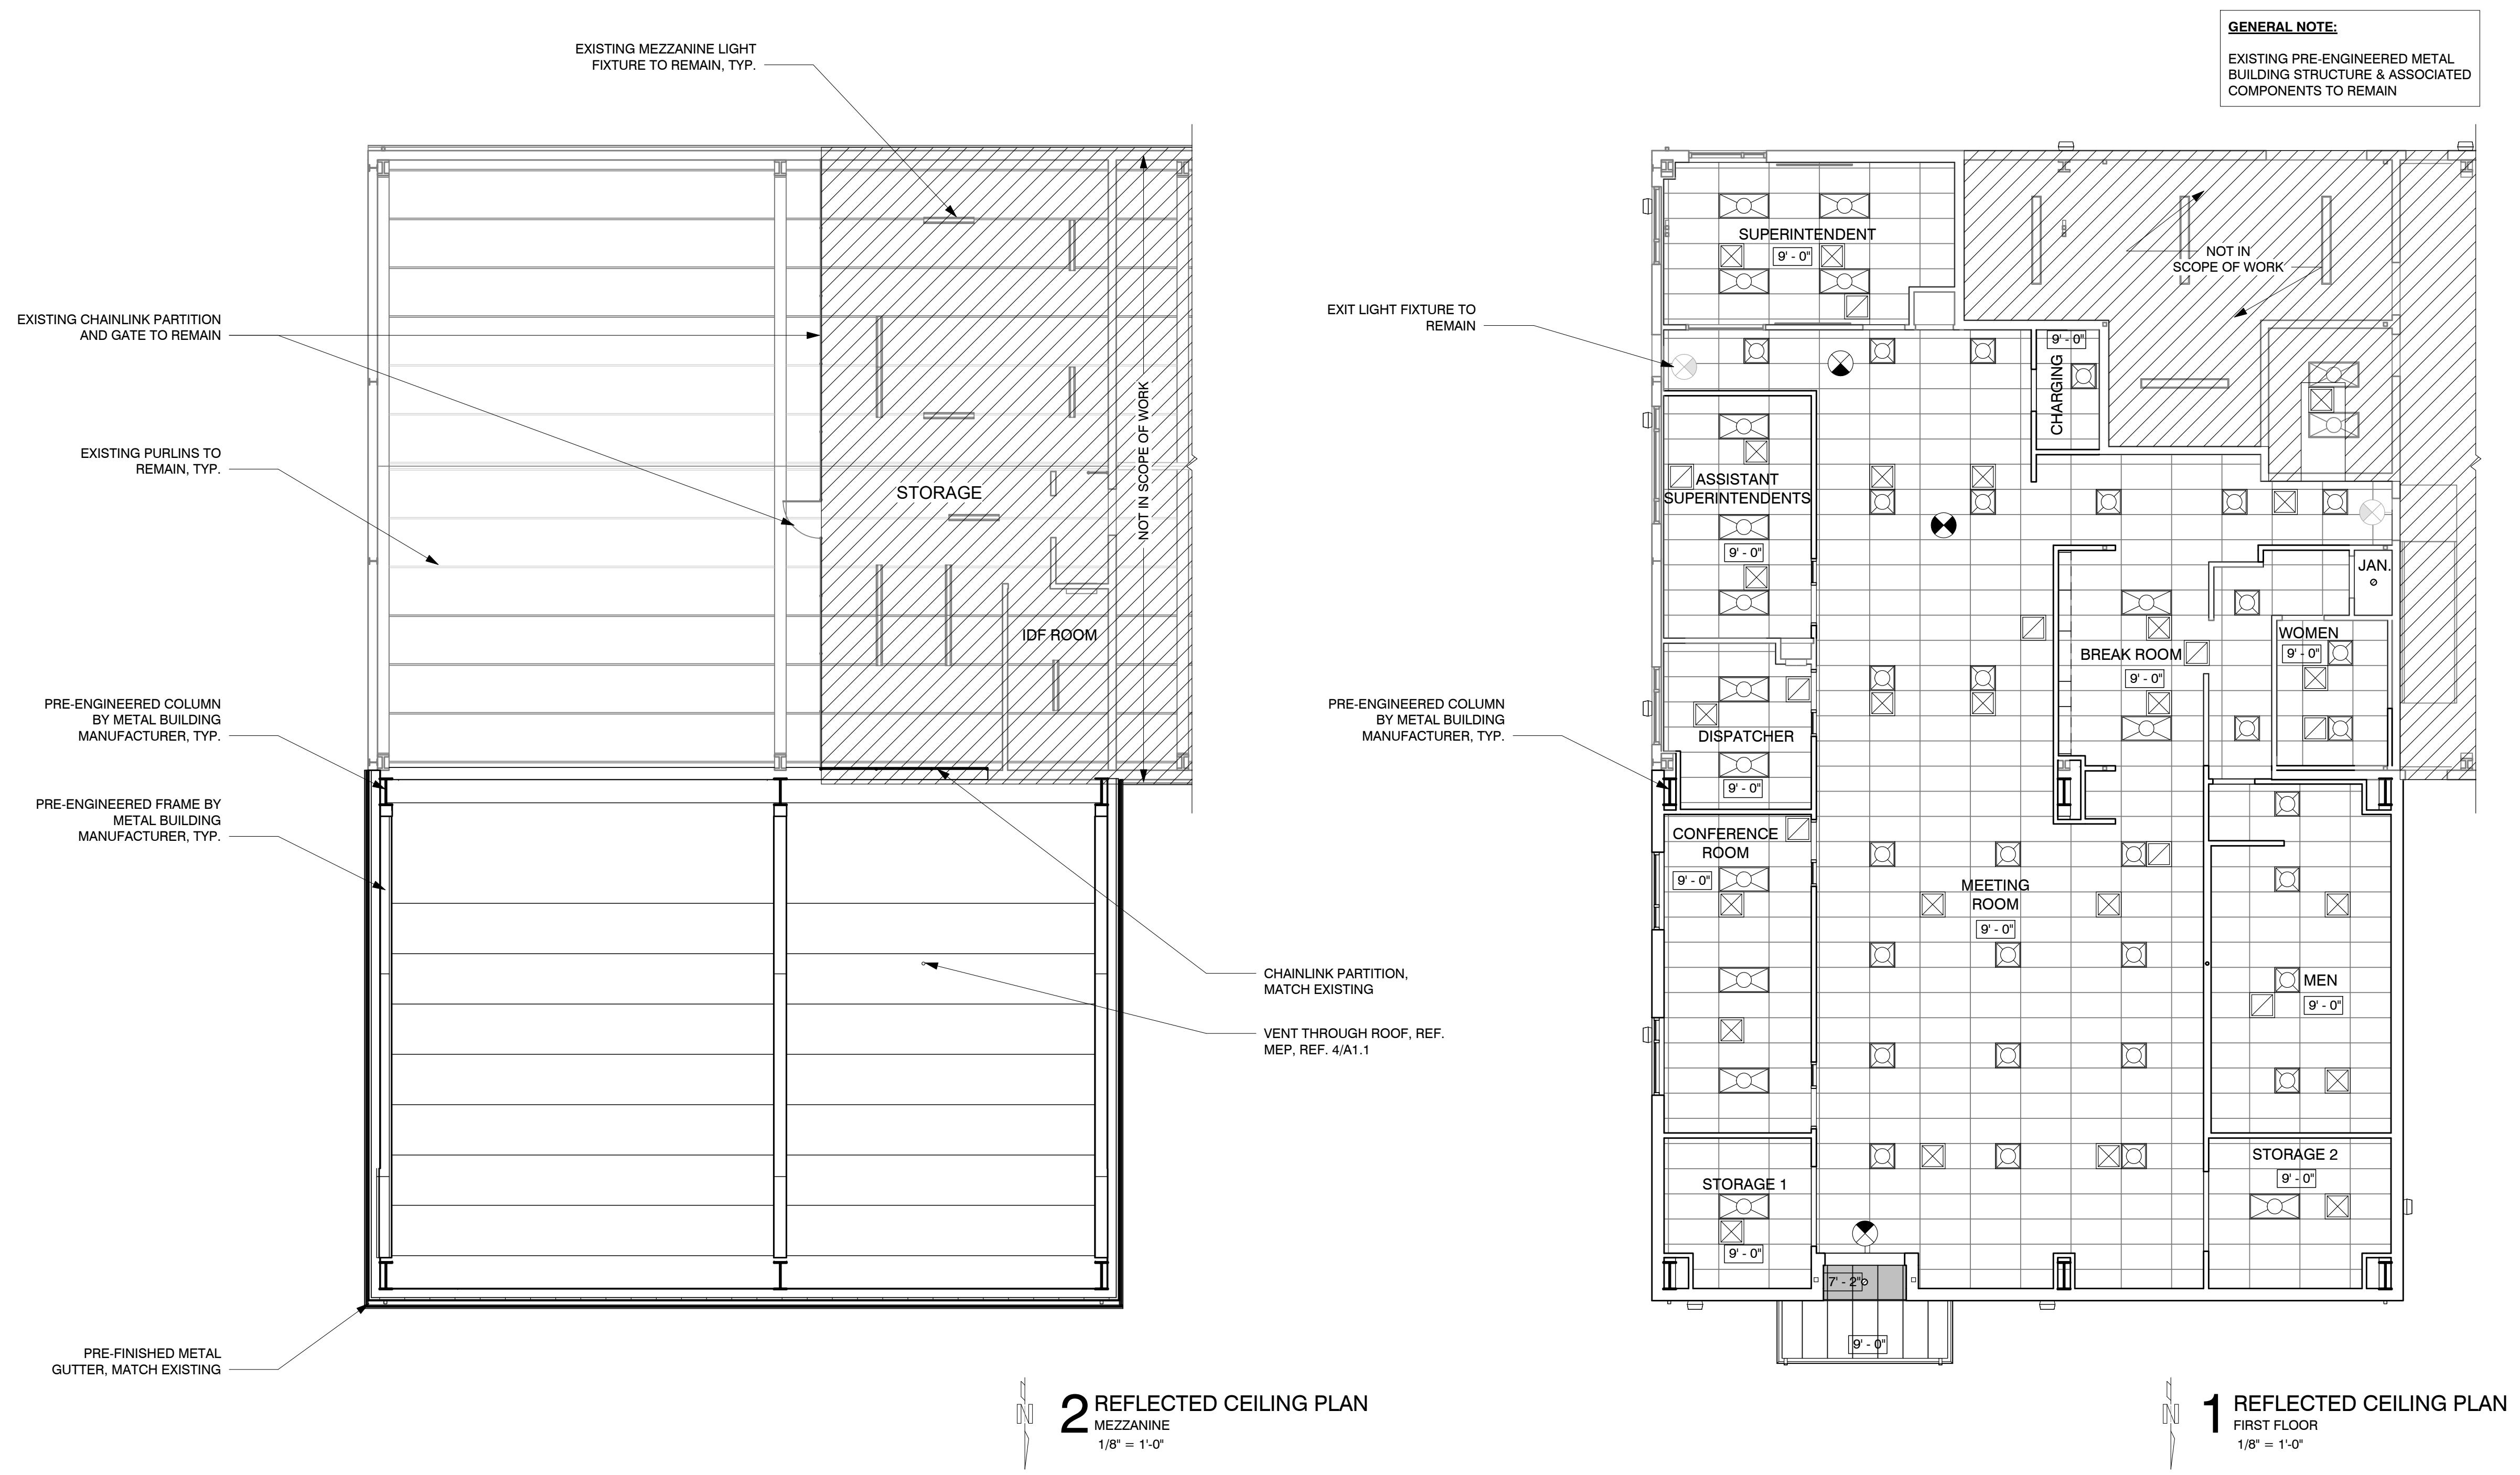 GENERAL NOTE:
EXISTING PRE-ENGINEERED METAL
BUILDING STRUCTURE & ASSOCIATED
COMPONENTS TO REMAIN
EXISTING MEZZANINE LIGHT
FIXTURE TO REMAIN, TYP.
EXISTING CHAINLINK PARTITION
AND GATE TO REMAIN
EXISTING PURLINS TO
REMAIN, TYP.
PRE-ENGINEERED COLUMN
BY METAL BUILDING
MANUFACTURER, TYP.
PRE-ENGINEERED FRAME BY
METAL BUILDING
MANUFACTURER, TYP.
PRE-FINISHED METAL
GUTTER, MATCH EXISTING
STORAGE
IDF ROOM
NOT IN SCOPE OF WORK
CHAINLINK PARTITION,
MATCH EXISTING
VENT THROUGH ROOF, REF.
MEP, REF. 4/A1.1
N
2 REFLECTED CEILING PLAN
MEZZANINE
1/8" = 1'-0"
EXIT LIGHT FIXTURE TO
REMAIN
PRE-ENGINEERED COLUMN
BY METAL BUILDING
MANUFACTURER, TYP.
SUPERINTENDENT
9' - 0"
NOT IN
SCOPE OF WORK
9' - 0"
CHARGING
ASSISTANT
SUPERINTENDENTS
9' - 0"
JAN.
WOMEN
9' - 0"
BREAK ROOM
9' - 0"
DISPATCHER
9' - 0"
CONFERENCE
ROOM
9' - 0"
MEETING
ROOM
9' - 0"
MEN
9' - 0"
STORAGE 1
9' - 0"
STORAGE 2
9' - 0"
7' - 2"
9' - 0"
N
1 REFLECTED CEILING PLAN
FIRST FLOOR
1/8" = 1'-0"